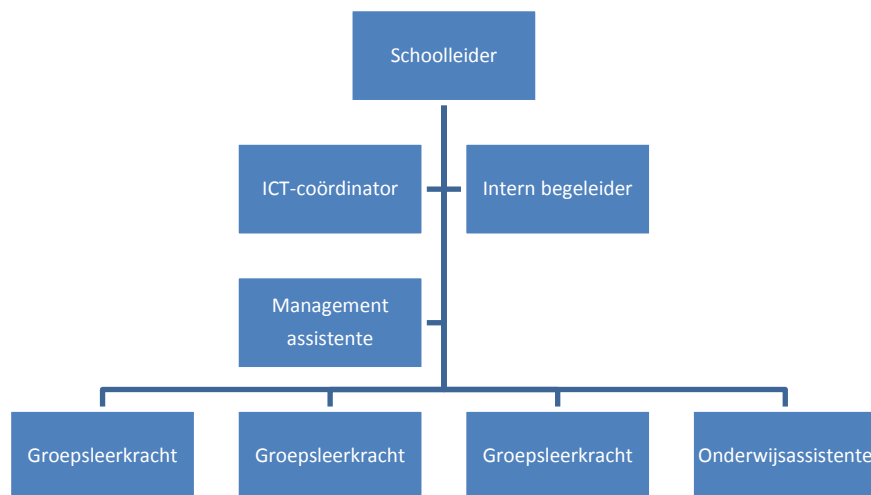 Schoolleider
ICT-coördinator
Intern begeleider
Management
assistente
Groepsleerkracht
Groepsleerkracht
Groepsleerkracht
Onderwijsassistente